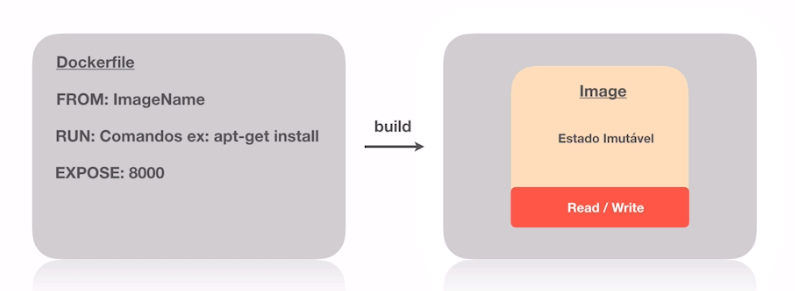 Dockerfile
FROM: ImageName
RUN: Comandos ex: apt-get install
EXPOSE: 8000
build
Image
Estado Imutável
Read / Write